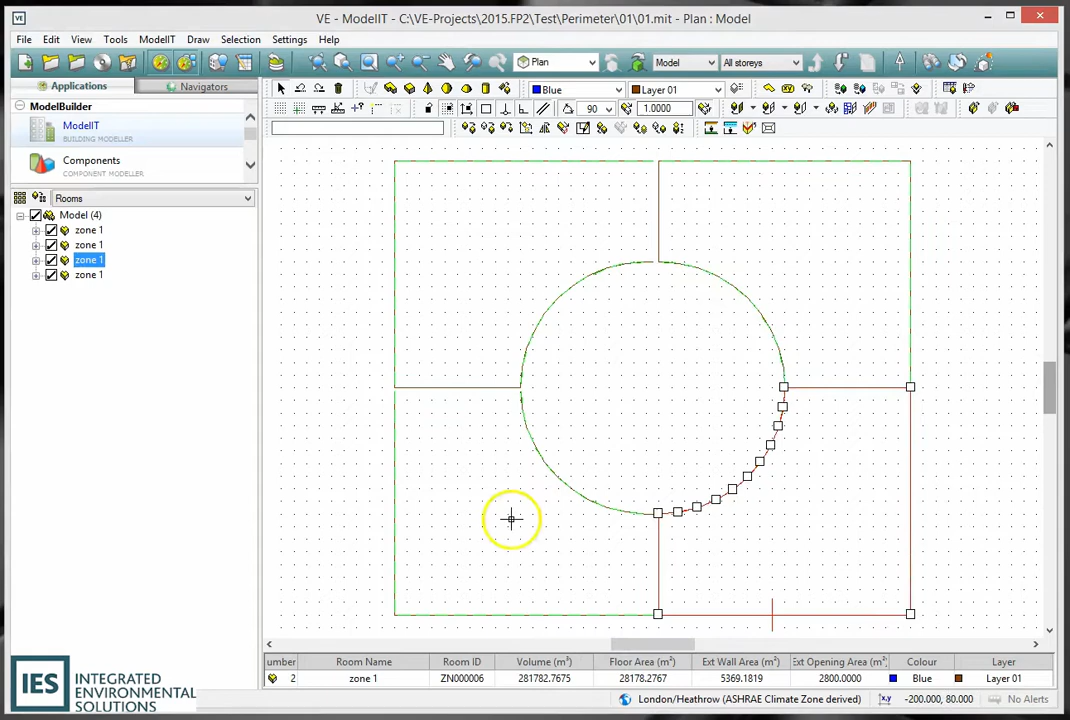 VE - ModelIT - C:\VE-Projects\2015.FP2\Test\Perimeter\01\01.mit - Plan : Model
File Edit View Tools ModelIT Draw Selection Settings Help
Plan Model All storeys
Applications Navigators
Blue Layer 01
ModelBuilder
90 1.0000
ModelIT
BUILDING MODELLER
Components
COMPONENT MODELLER
Rooms
Model (4)
zone 1
zone 1
zone 1
zone 1
umber Room Name Room ID Volume (m³) Floor Area (m²) Ext Wall Area (m²) Ext Opening Area (m² Colour Layer
2 zone 1 ZN000006 281782.7675 28178.2767 5369.1819 2800.0000 Blue Layer 01
IES INTEGRATED ENVIRONMENTAL SOLUTIONS
London/Heathrow (ASHRAE Climate Zone derived) x,y -200.000, 80.000 No Alerts